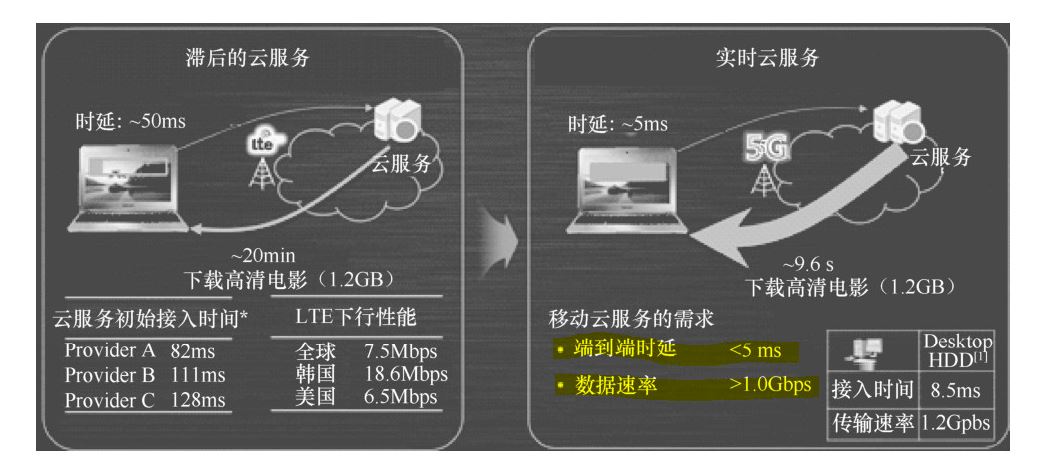 滞后的云服务
时延: ~50ms
lte
云服务
~20min
下载高清电影（1.2GB）
云服务初始接入时间*
Provider A 82ms
Provider B 111ms
Provider C 128ms
LTE下行性能
全球 7.5Mbps
韩国 18.6Mbps
美国 6.5Mbps
实时云服务
时延: ~5ms
5G
云服务
~9.6 s
下载高清电影（1.2GB）
移动云服务的需求
• 端到端时延 <5 ms
• 数据速率 >1.0Gbps
Desktop
HDD[1]
接入时间 8.5ms
传输速率 1.2Gpbs